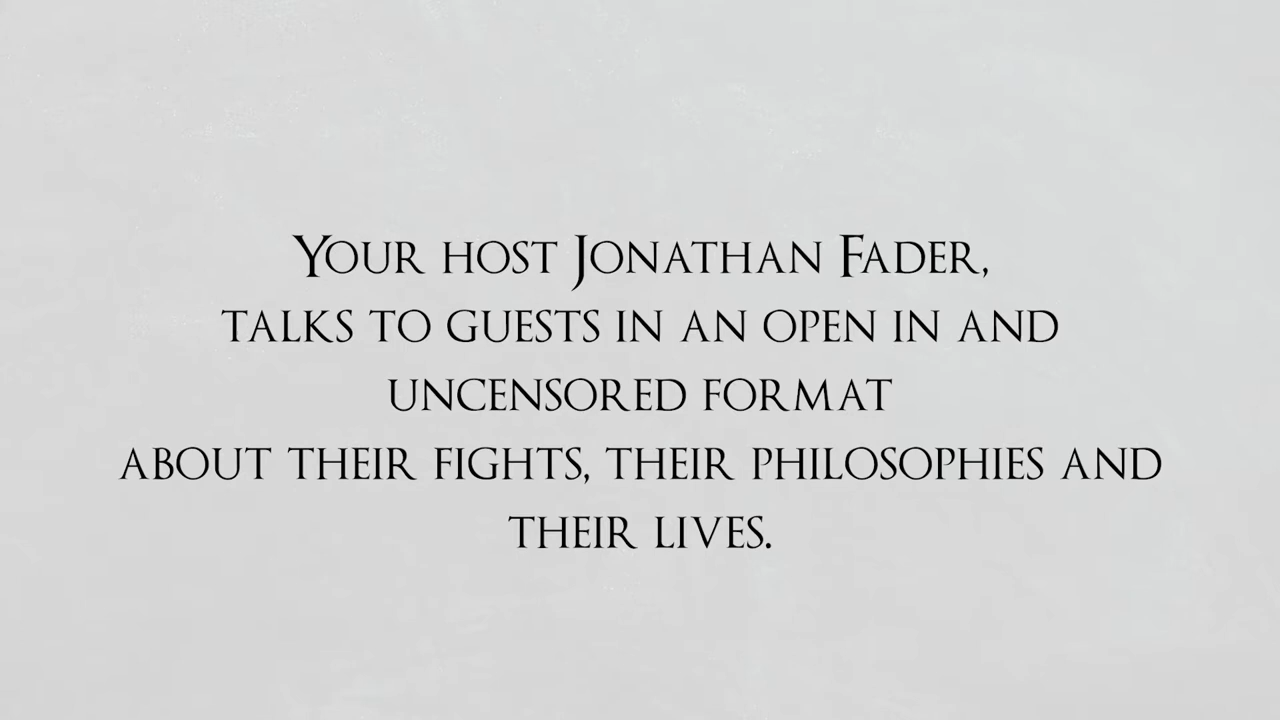 Your host Jonathan Fader,
talks to guests in an open in and
uncensored format
about their fights, their philosophies and
their lives.